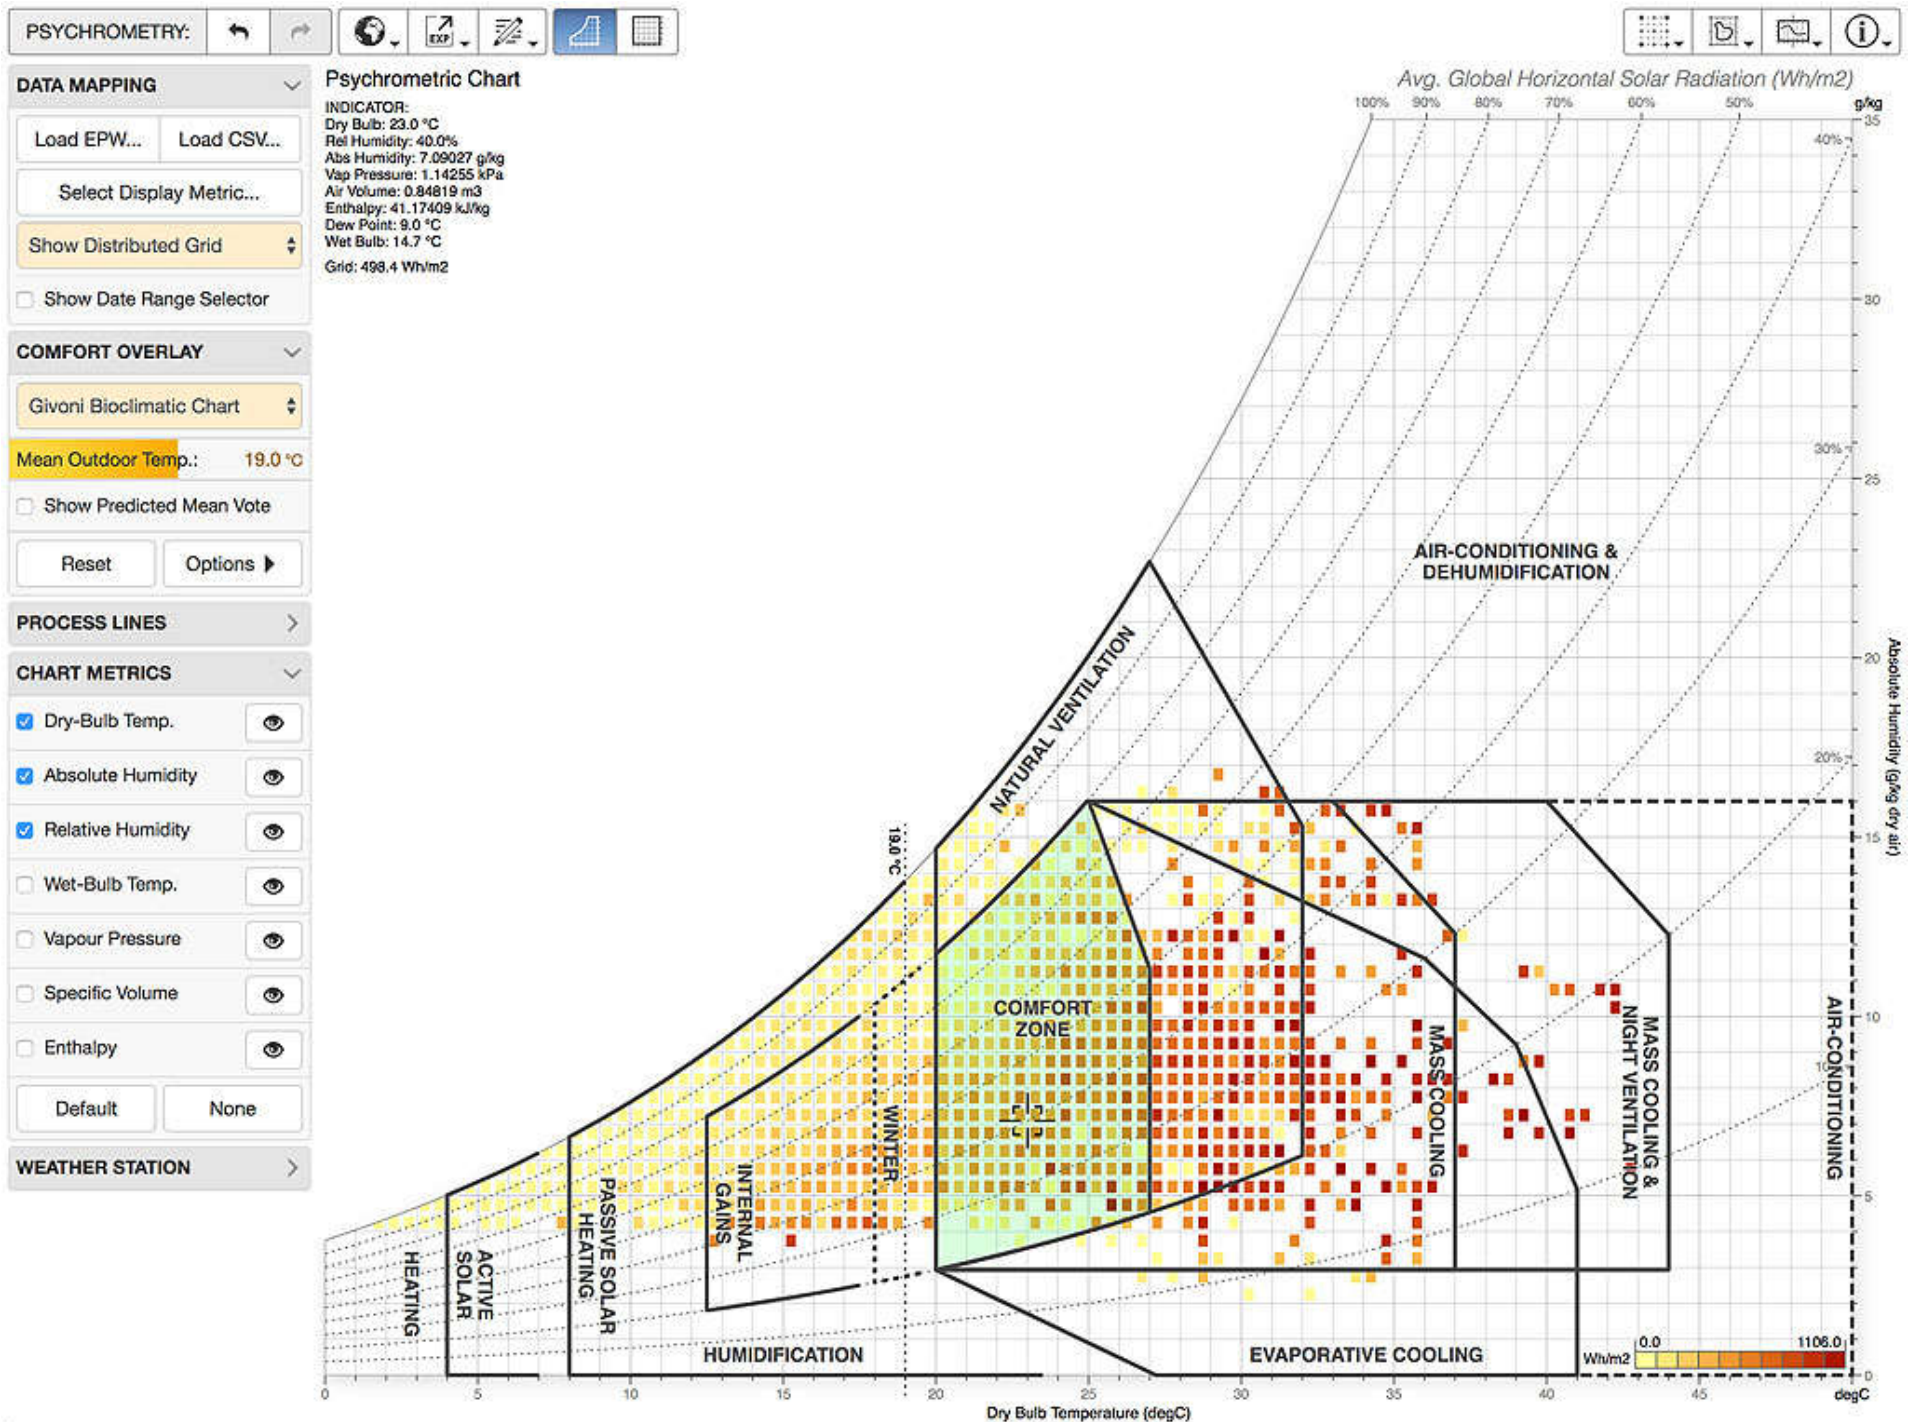 PSYCHROMETRY:
EXP
DATA MAPPING
Load EPW...
Load CSV...
Select Display Metric...
Show Distributed Grid
Show Date Range Selector
COMFORT OVERLAY
Givoni Bioclimatic Chart
Mean Outdoor Temp.: 19.0 °C
Show Predicted Mean Vote
Reset
Options
PROCESS LINES
CHART METRICS
Dry-Bulb Temp.
Absolute Humidity
Relative Humidity
Wet-Bulb Temp.
Vapour Pressure
Specific Volume
Enthalpy
Default
None
WEATHER STATION
Psychrometric Chart
INDICATOR:
Dry Bulb: 23.0 °C
Rel Humidity: 40.0%
Abs Humidity: 7.09027 g/kg
Vap Pressure: 1.14255 kPa
Air Volume: 0.84819 m3
Enthalpy: 41.17409 kJ/kg
Dew Point: 9.0 °C
Wet Bulb: 14.7 °C
Grid: 498.4 Wh/m2
Avg. Global Horizontal Solar Radiation (Wh/m2)
100% 90% 80% 70% 60% 50%
g/kg
35
40%
30
25
30%
20
20%
15
10
10%
5
0
Absolute Humidity (g/kg dry air)
AIR-CONDITIONING &
DEHUMIDIFICATION
NATURAL VENTILATION
19.0 °C
COMFORT
ZONE
WINTER
INTERNAL
GAINS
PASSIVE SOLAR
HEATING
ACTIVE
SOLAR
HEATING
MASS COOLING
MASS COOLING &
NIGHT VENTILATION
AIR-CONDITIONING
HUMIDIFICATION
EVAPORATIVE COOLING
Wh/m2
0.0
1106.0
0 5 10 15 20 25 30 35 40 45 degC
Dry Bulb Temperature (degC)